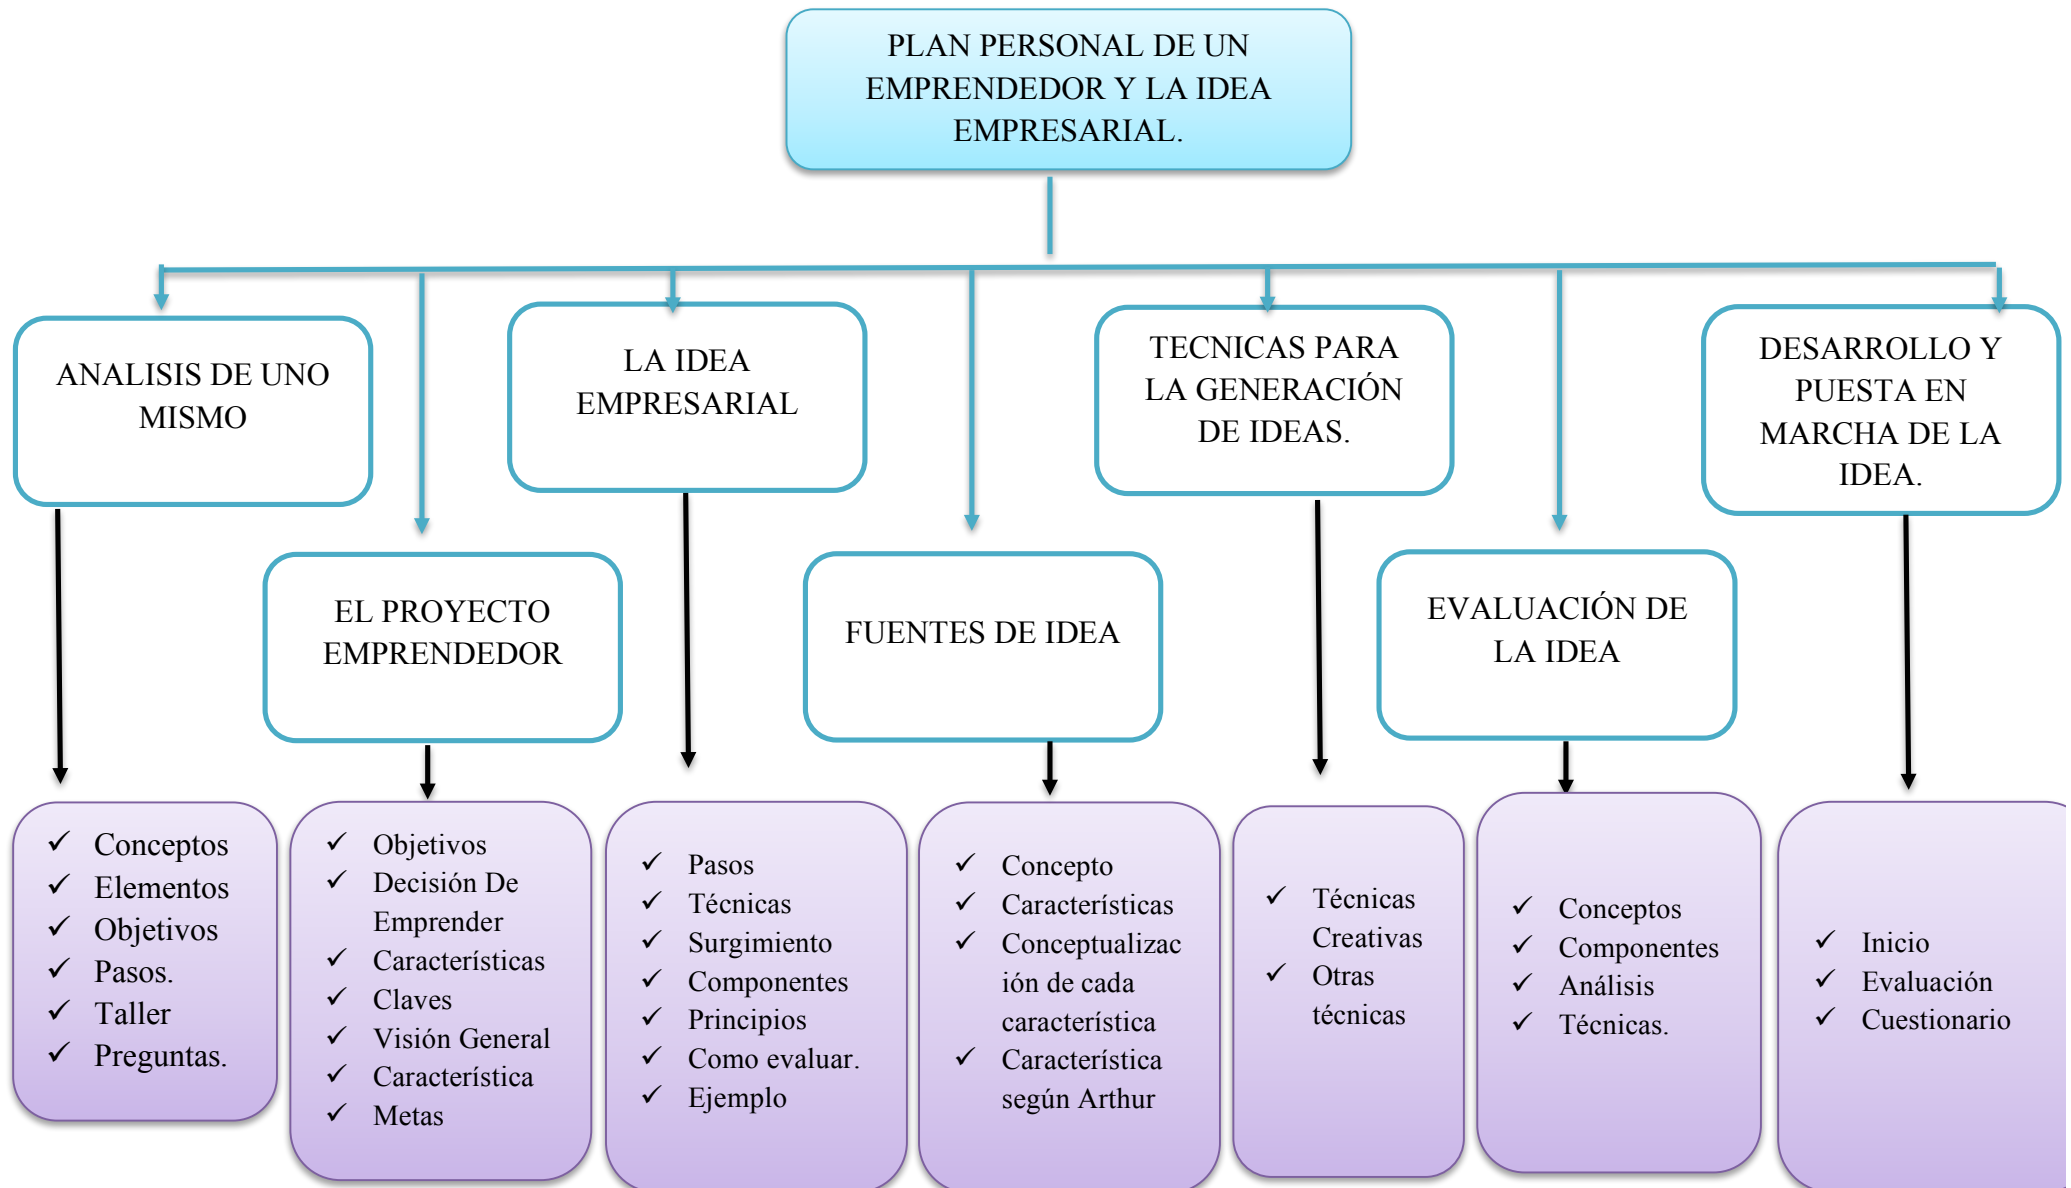 PLAN PERSONAL DE UN
EMPRENDEDOR Y LA IDEA
EMPRESARIAL.
ANALISIS DE UNO
MISMO
LA IDEA
EMPRESARIAL
TECNICAS PARA
LA GENERACIÓN
DE IDEAS.
DESARROLLO Y
PUESTA EN
MARCHA DE LA
IDEA.
EL PROYECTO
EMPRENDEDOR
FUENTES DE IDEA
EVALUACIÓN DE
LA IDEA
✓ Conceptos
✓ Elementos
✓ Objetivos
✓ Pasos.
✓ Taller
✓ Preguntas.
✓ Objetivos
✓ Decisión De
Emprender
✓ Características
✓ Claves
✓ Visión General
✓ Característica
✓ Metas
✓ Pasos
✓ Técnicas
✓ Surgimiento
✓ Componentes
✓ Principios
✓ Como evaluar.
✓ Ejemplo
✓ Concepto
✓ Características
✓ Conceptualizac
ión de cada
característica
✓ Característica
según Arthur
✓ Técnicas
Creativas
✓ Otras
técnicas
✓ Conceptos
✓ Componentes
✓ Análisis
✓ Técnicas.
✓ Inicio
✓ Evaluación
✓ Cuestionario